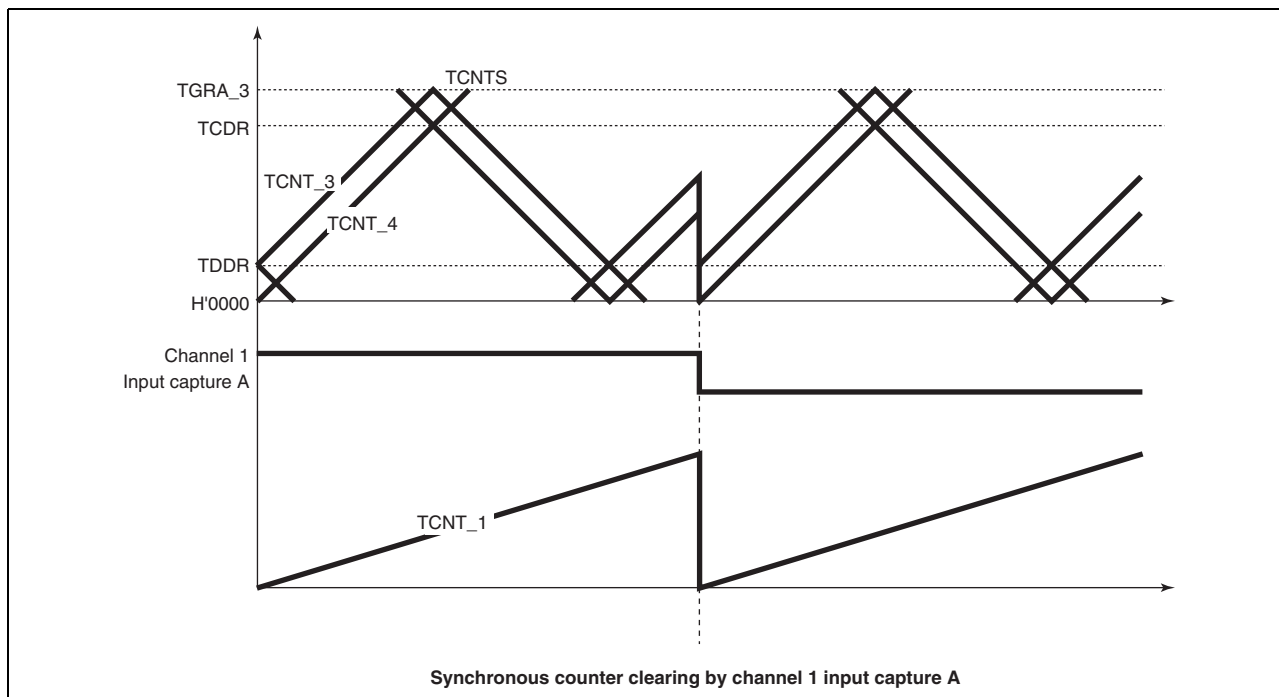 TCNTS
TGRA_3
TCDR
TCNT_3
TCNT_4
TDDR
H'0000
Channel 1
Input capture A
TCNT_1
Synchronous counter clearing by channel 1 input capture A